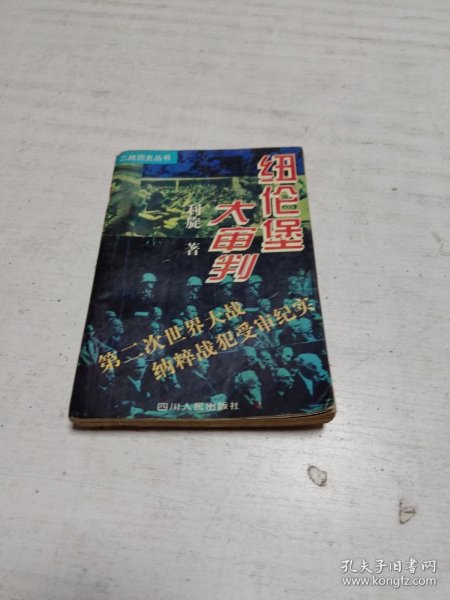 二战历史丛书
纽伦堡
大审判
利旋 著
第二次世界大战
纳粹战犯受审纪实
四川人民出版社
孔夫子旧书网
www.kongfz.com